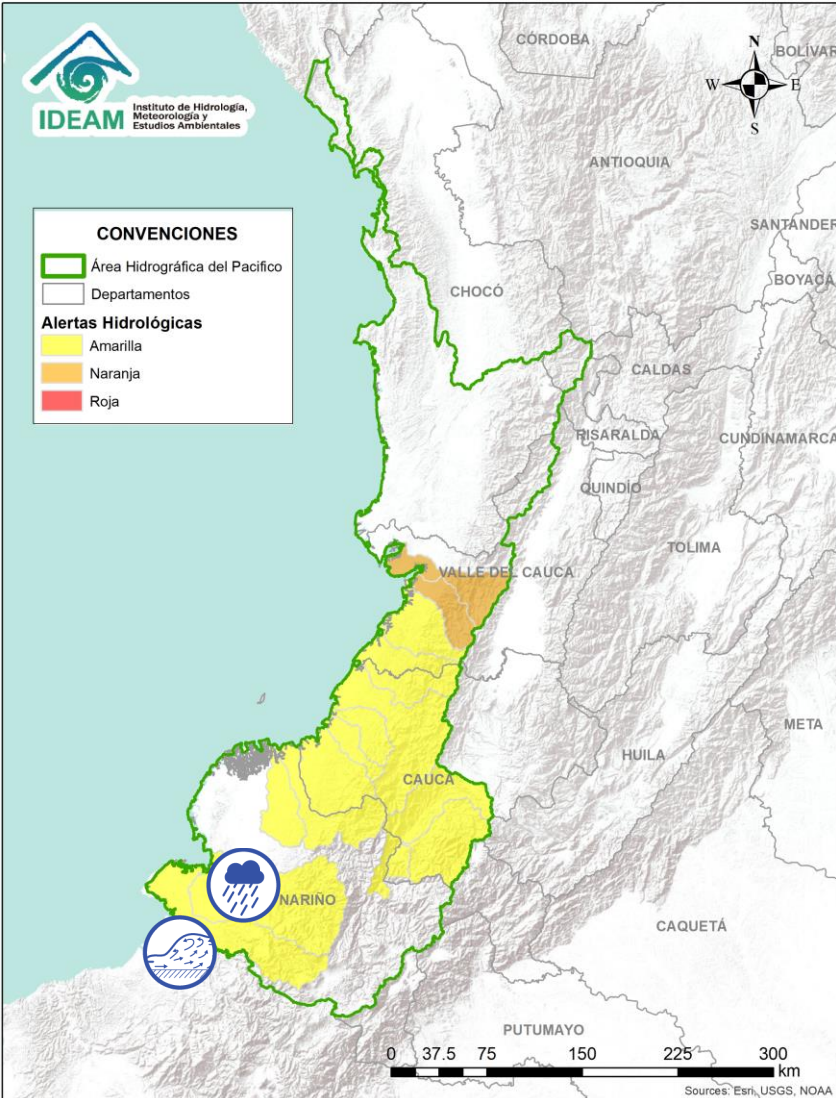 CÓRDOBA
BOLÍVAR
N
W
E
S
IDEAM
Instituto de Hidrología,
Meteorología y
Estudios Ambientales
ANTIOQUIA
SANTANDER
BOYACÁ
CHOCÓ
CONVENCIONES
Área Hidrográfica del Pacifico
Departamentos
Alertas Hidrológicas
Amarilla
Naranja
Roja
CALDAS
RISARALDA
CUNDINAMARCA
QUINDÍO
TOLIMA
VALLE DEL CAUCA
META
HUILA
CAUCA
NARIÑO
CAQUETÁ
PUTUMAYO
0 37.5 75 150 225 300
km
Sources: Esri, USGS, NOAA